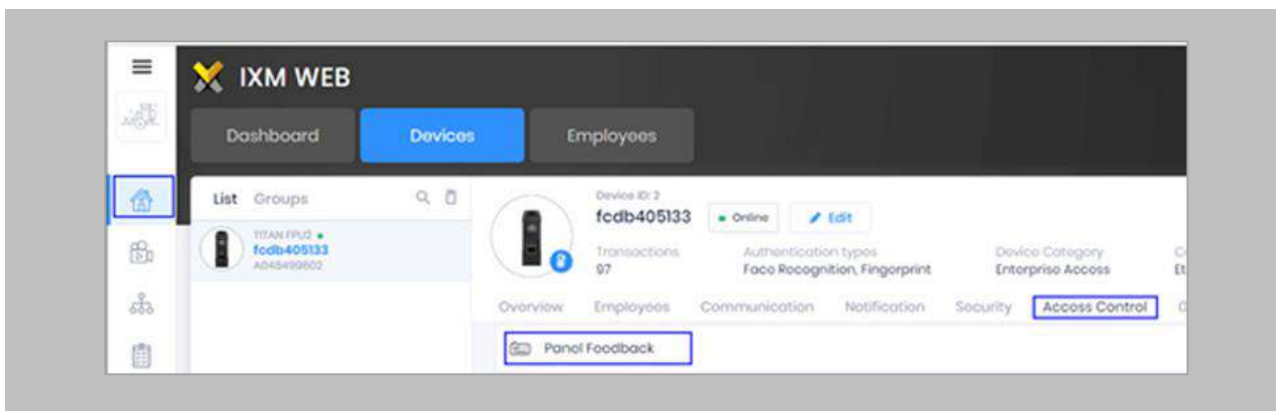 IXM WEB
Dashboard Devices Employees
List Groups
Device ID: 2
fcdb405133 Online Edit
TITAN FPU2
fcdb405133
A045499602
Transactions Authentication types Device Category
97 Face Recognition, Fingerprint Enterprise Access
Overview Employees Communication Notification Security Access Control
Panel Feedback